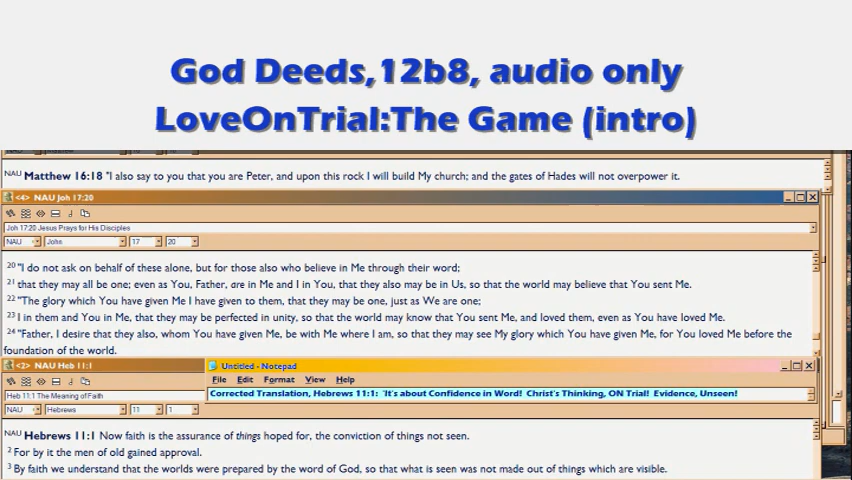 God Deeds,12b8, audio only
LoveOnTrial:The Game (intro)
NAU Matthew 16:18 "I also say to you that you are Peter, and upon this rock I will build My church; and the gates of Hades will not overpower it.
<4> NAU Joh 17:20
Joh 17:20 Jesus Prays for His Disciples
NAU John 17 20
20 "I do not ask on behalf of these alone, but for those also who believe in Me through their word;
21 that they may all be one; even as You, Father, are in Me and I in You, that they also may be in Us, so that the world may believe that You sent Me.
22 "The glory which You have given Me I have given to them, that they may be one, just as We are one;
23 I in them and You in Me, that they may be perfected in unity, so that the world may know that You sent Me, and loved them, even as You have loved Me.
24 "Father, I desire that they also, whom You have given Me, be with Me where I am, so that they may see My glory which You have given Me, for You loved Me before the
foundation of the world.
<2> NAU Heb 11:1
Untitled - Notepad
File Edit Format View Help
Heb 11:1 The Meaning of Faith
Corrected Translation, Hebrews 11:1: 'It's about Confidence in Word! Christ's Thinking, ON Trial! Evidence, Unseen!
NAU Hebrews 11 1
NAU Hebrews 11:1 Now faith is the assurance of things hoped for, the conviction of things not seen.
2 For by it the men of old gained approval.
3 By faith we understand that the worlds were prepared by the word of God, so that what is seen was not made out of things which are visible.